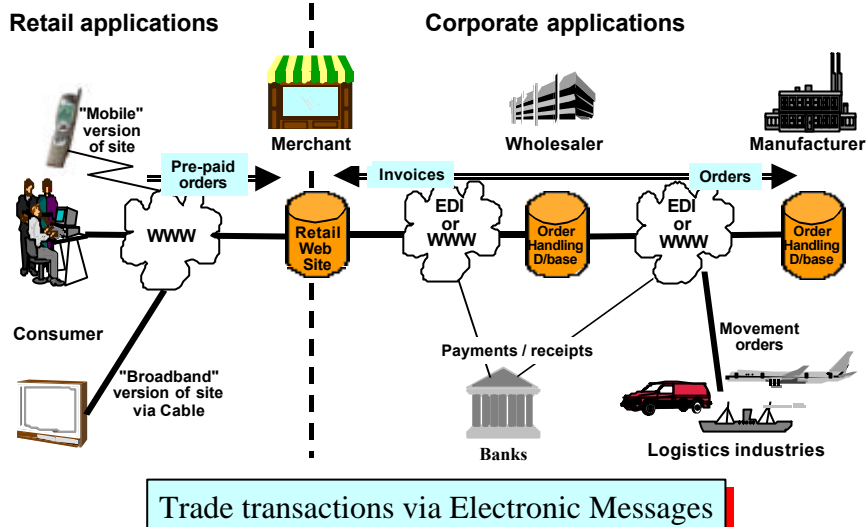 Retail applications
Corporate applications
"Mobile"
version
of site
Merchant
Wholesaler
Manufacturer
Pre-paid
orders
Invoices
Orders
WWW
Retail
Web
Site
EDI
or
WWW
Order
Handling
D/base
EDI
or
WWW
Order
Handling
D/base
Consumer
Payments / receipts
Movement
orders
"Broadband"
version of site
via Cable
Banks
Logistics industries
Trade transactions via Electronic Messages